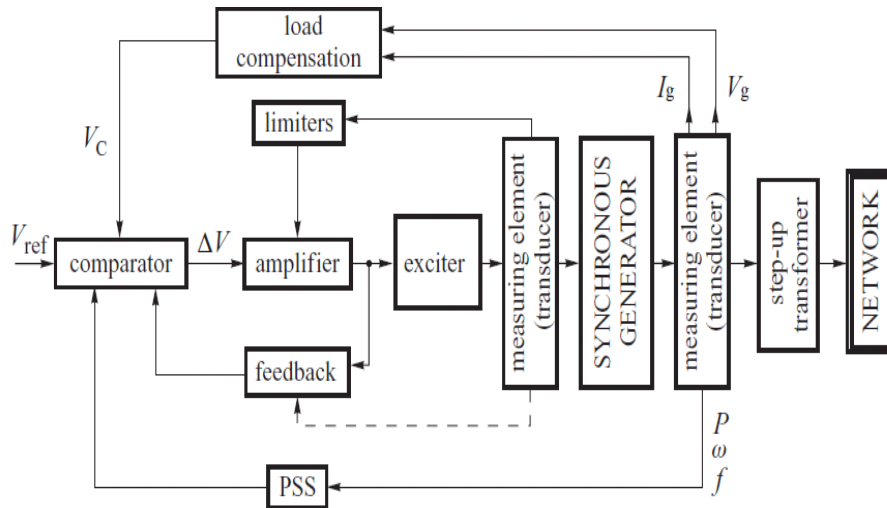 load
compensation
I_g
V_g
limiters
V_C
measuring element
(transducer)
SYNCHRONOUS
GENERATOR
measuring element
(transducer)
step-up
transformer
NETWORK
V_ref
comparator
ΔV
amplifier
exciter
feedback
P
ω
f
PSS